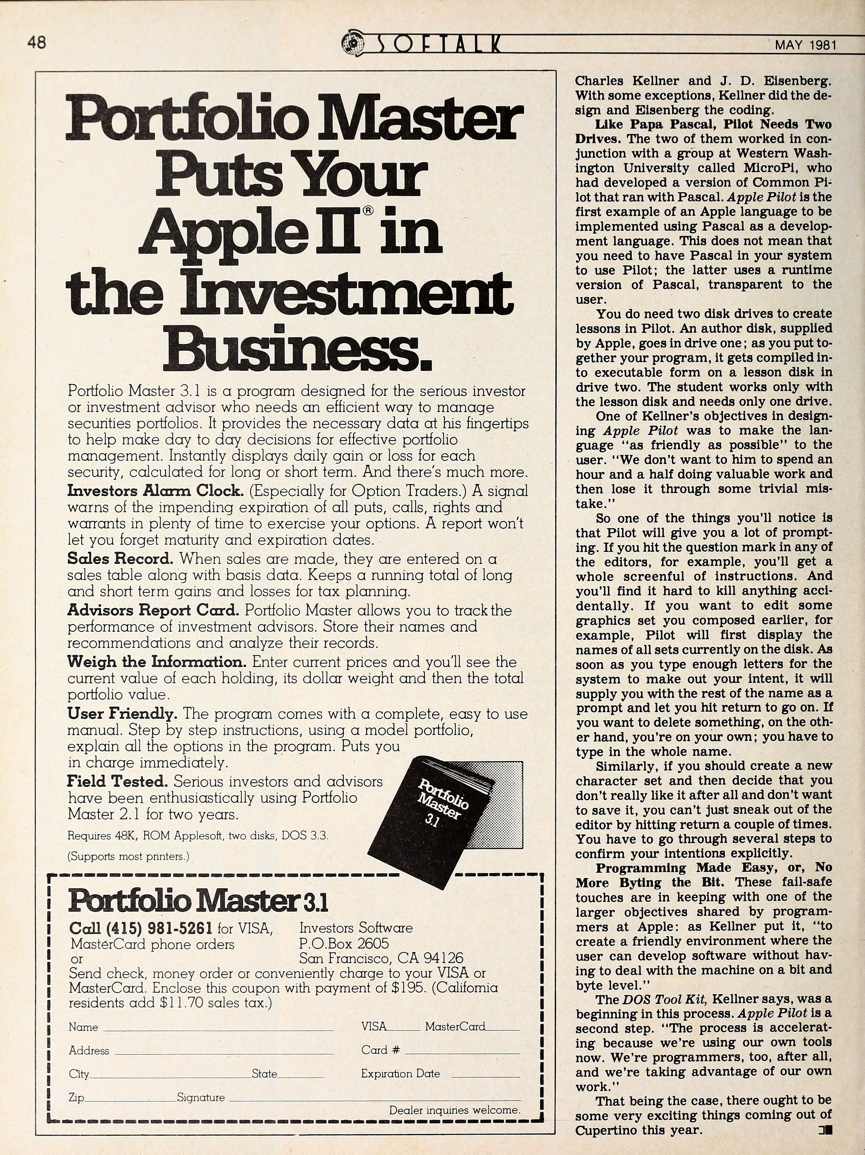 48
SOFTALK
MAY 1981
Portfolio Master
Puts Your
Apple II® in
the Investment
Business.
Portfolio Master 3.1 is a program designed for the serious investor
or investment advisor who needs an efficient way to manage
securities portfolios. It provides the necessary data at his fingertips
to help make day to day decisions for effective portfolio
management. Instantly displays daily gain or loss for each
security, calculated for long or short term. And there's much more.
Investors Alarm Clock. (Especially for Option Traders.) A signal
warns of the impending expiration of all puts, calls, rights and
warrants in plenty of time to exercise your options. A report won't
let you forget maturity and expiration dates.
Sales Record. When sales are made, they are entered on a
sales table along with basis data. Keeps a running total of long
and short term gains and losses for tax planning.
Advisors Report Card. Portfolio Master allows you to track the
performance of investment advisors. Store their names and
recommendations and analyze their records.
Weigh the Information. Enter current prices and you'll see the
current value of each holding, its dollar weight and then the total
portfolio value.
User Friendly. The program comes with a complete, easy to use
manual. Step by step instructions, using a model portfolio,
explain all the options in the program. Puts you
in charge immediately.
Field Tested. Serious investors and advisors
have been enthusiastically using Portfolio
Master 2.1 for two years.
Requires 48K, ROM Applesoft, two disks, DOS 3.3.
(Supports most printers.)
Portfolio
Master
3.1
Portfolio Master 3.1
Call (415) 981-5261 for VISA,
MasterCard phone orders
or
Investors Software
P.O.Box 2605
San Francisco, CA 94126
Send check, money order or conveniently charge to your VISA or
MasterCard. Enclose this coupon with payment of $195. (California
residents add $11.70 sales tax.)
Name VISA MasterCard
Address Card #
City State Expiration Date
Zip Signature
Dealer inquiries welcome.
Charles Kellner and J. D. Eisenberg.
With some exceptions, Kellner did the de-
sign and Eisenberg the coding.
Like Papa Pascal, Pilot Needs Two
Drives. The two of them worked in con-
junction with a group at Western Wash-
ington University called MicroPi, who
had developed a version of Common Pi-
lot that ran with Pascal. Apple Pilot is the
first example of an Apple language to be
implemented using Pascal as a develop-
ment language. This does not mean that
you need to have Pascal in your system
to use Pilot; the latter uses a runtime
version of Pascal, transparent to the
user.
You do need two disk drives to create
lessons in Pilot. An author disk, supplied
by Apple, goes in drive one; as you put to-
gether your program, it gets compiled in-
to executable form on a lesson disk in
drive two. The student works only with
the lesson disk and needs only one drive.
One of Kellner's objectives in design-
ing Apple Pilot was to make the lan-
guage "as friendly as possible" to the
user. "We don't want to him to spend an
hour and a half doing valuable work and
then lose it through some trivial mis-
take."
So one of the things you'll notice is
that Pilot will give you a lot of prompt-
ing. If you hit the question mark in any of
the editors, for example, you'll get a
whole screenful of instructions. And
you'll find it hard to kill anything acci-
dentally. If you want to edit some
graphics set you composed earlier, for
example, Pilot will first display the
names of all sets currently on the disk. As
soon as you type enough letters for the
system to make out your intent, it will
supply you with the rest of the name as a
prompt and let you hit return to go on. If
you want to delete something, on the oth-
er hand, you're on your own; you have to
type in the whole name.
Similarly, if you should create a new
character set and then decide that you
don't really like it after all and don't want
to save it, you can't just sneak out of the
editor by hitting return a couple of times.
You have to go through several steps to
confirm your intentions explicitly.
Programming Made Easy, or, No
More Byting the Bit. These fail-safe
touches are in keeping with one of the
larger objectives shared by program-
mers at Apple: as Kellner put it, "to
create a friendly environment where the
user can develop software without hav-
ing to deal with the machine on a bit and
byte level."
The DOS Tool Kit, Kellner says, was a
beginning in this process. Apple Pilot is a
second step. "The process is accelerat-
ing because we're using our own tools
now. We're programmers, too, after all,
and we're taking advantage of our own
work."
That being the case, there ought to be
some very exciting things coming out of
Cupertino this year.